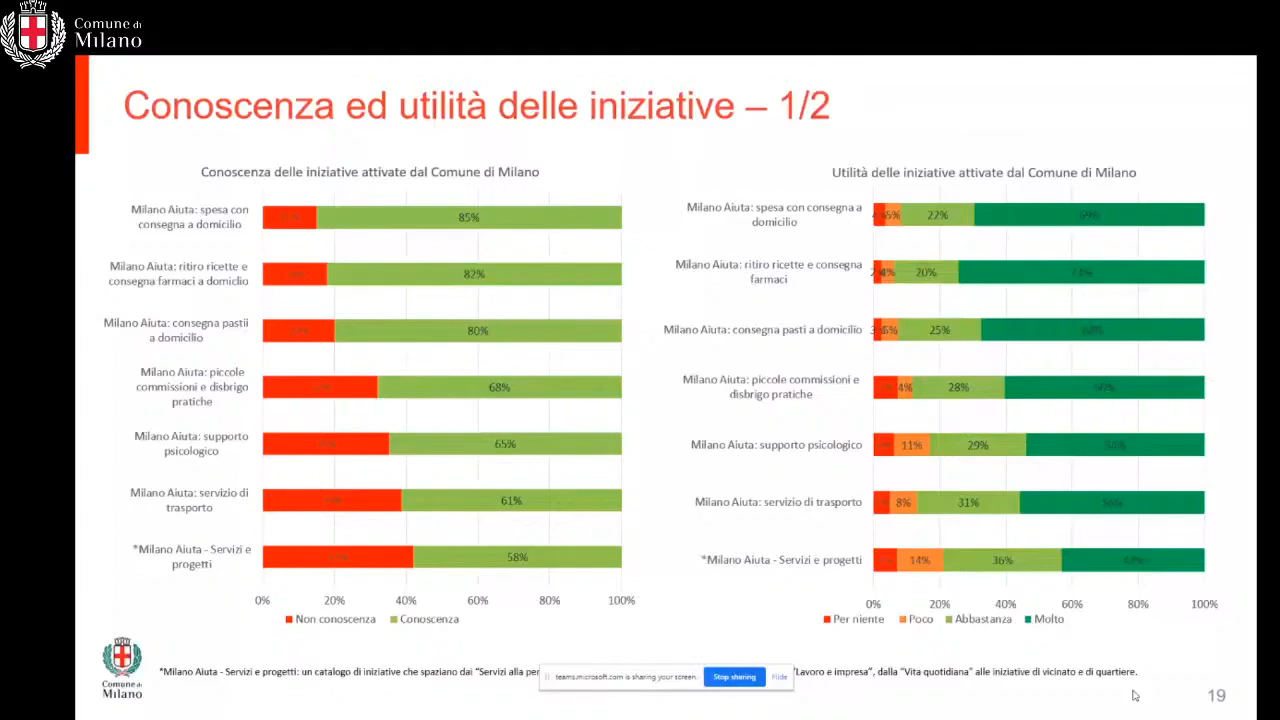 Comune di
Milano
Conoscenza ed utilità delle iniziative – 1/2
Conoscenza delle iniziative attivate dal Comune di Milano
Milano Aiuta: spesa con
consegna a domicilio
85%
Milano Aiuta: ritiro ricette e
consegna farmaci a domiclio
82%
Milano Aiuta: consegna pastii
a domicilio
80%
Milano Aiuta: piccole
commissioni e disbrigo
pratiche
68%
Milano Aiuta: supporto
psicologico
65%
Milano Aiuta: servizio di
trasporto
61%
*Milano Aiuta - Servizi e
progetti
58%
0% 20% 40% 60% 80% 100%
Non conoscenza Conoscenza
Utilità delle iniziative attivate dal Comune di Milano
Milano Aiuta: spesa con consegna a
domicilio
5% 22% 69%
Milano Aiuta: ritiro ricette e consegna
farmaci
4% 20%
Milano Aiuta: consegna pasti a domicilio
5% 25%
Milano Aiuta: piccole commissioni e
disbrigo pratiche
4% 28%
Milano Aiuta: supporto psicologico
11% 29%
Milano Aiuta: servizio di trasporto
8% 31% 56%
*Milano Aiuta - Servizi e progetti
14% 36%
0% 20% 40% 60% 80% 100%
Per niente Poco Abbastanza Molto
Comune di
Milano
*Milano Aiuta - Servizi e progetti: un catalogo di iniziative che spaziano dai "Servizi alla per
teams.microsoft.com is sharing your screen. Stop sharing Hide
"Lavoro e impresa", dalla "Vita quotidiana" alle iniziative di vicinato e di quartiere.
19